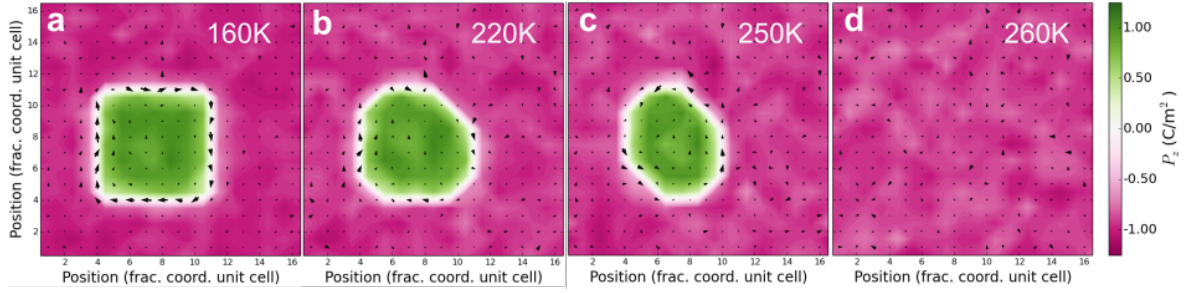 a 160K
b 220K
c 250K
d 260K
Position (frac. coord. unit cell)
16
14
12
10
8
6
4
2
2 4 6 8 10 12 14 16
2 4 6 8 10 12 14 16
2 4 6 8 10 12 14 16
2 4 6 8 10 12 14 16
Position (frac. coord. unit cell)
Position (frac. coord. unit cell)
Position (frac. coord. unit cell)
Position (frac. coord. unit cell)
1.00
0.50
0.00
-0.50
-1.00
P_z (C/m²)